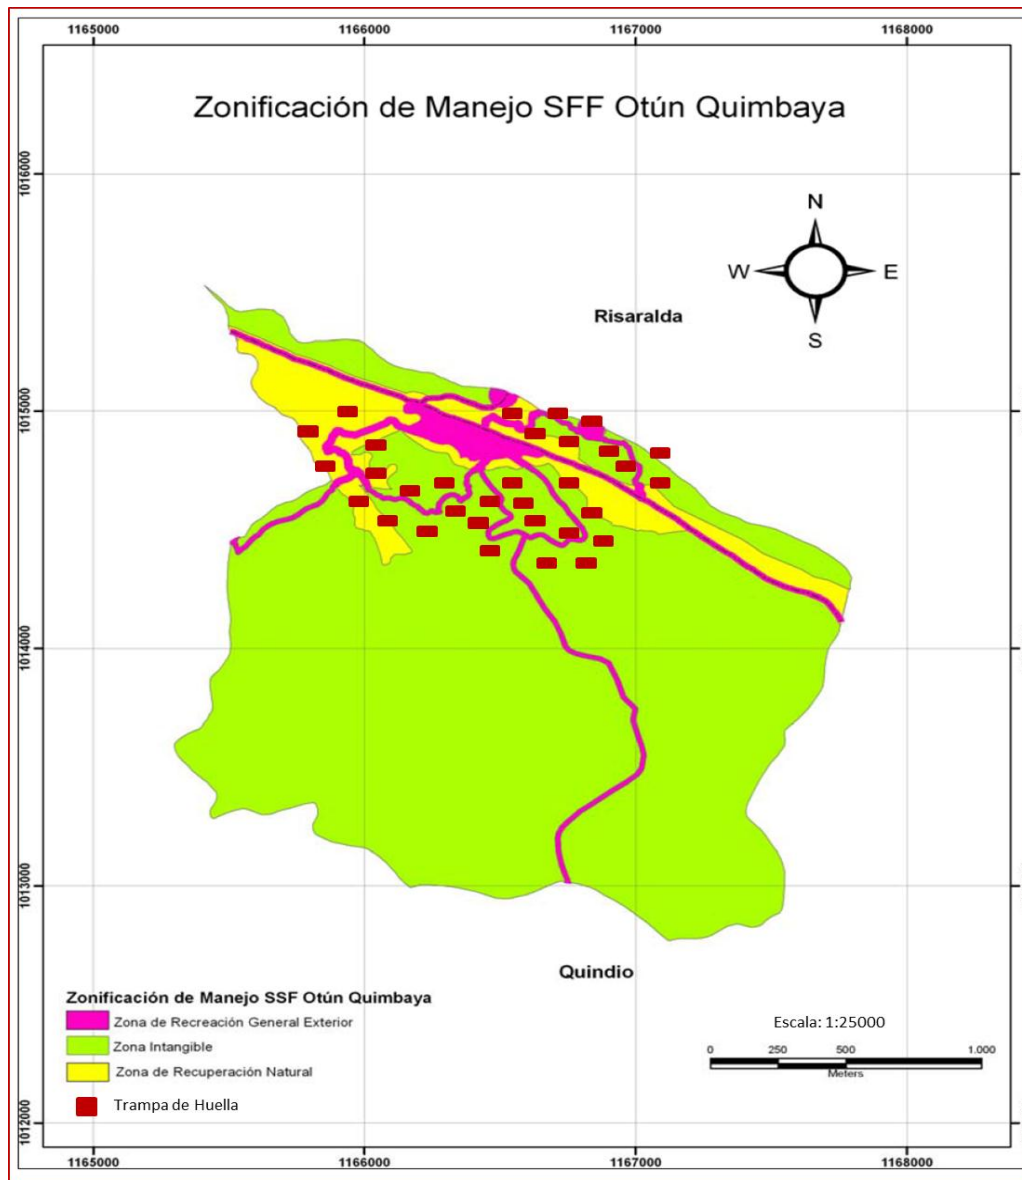 1165000 1166000 1167000 1168000
Zonificación de Manejo SFF Otún Quimbaya
1016000
N
W E
S
Risaralda
1015000
1014000
1013000
Quindio
Zonificación de Manejo SSF Otún Quimbaya
Zona de Recreación General Exterior
Zona Intangible
Zona de Recuperación Natural
Trampa de Huella
Escala: 1:25000
0 250 500 1.000
Meters
1012000
1165000 1166000 1167000 1168000